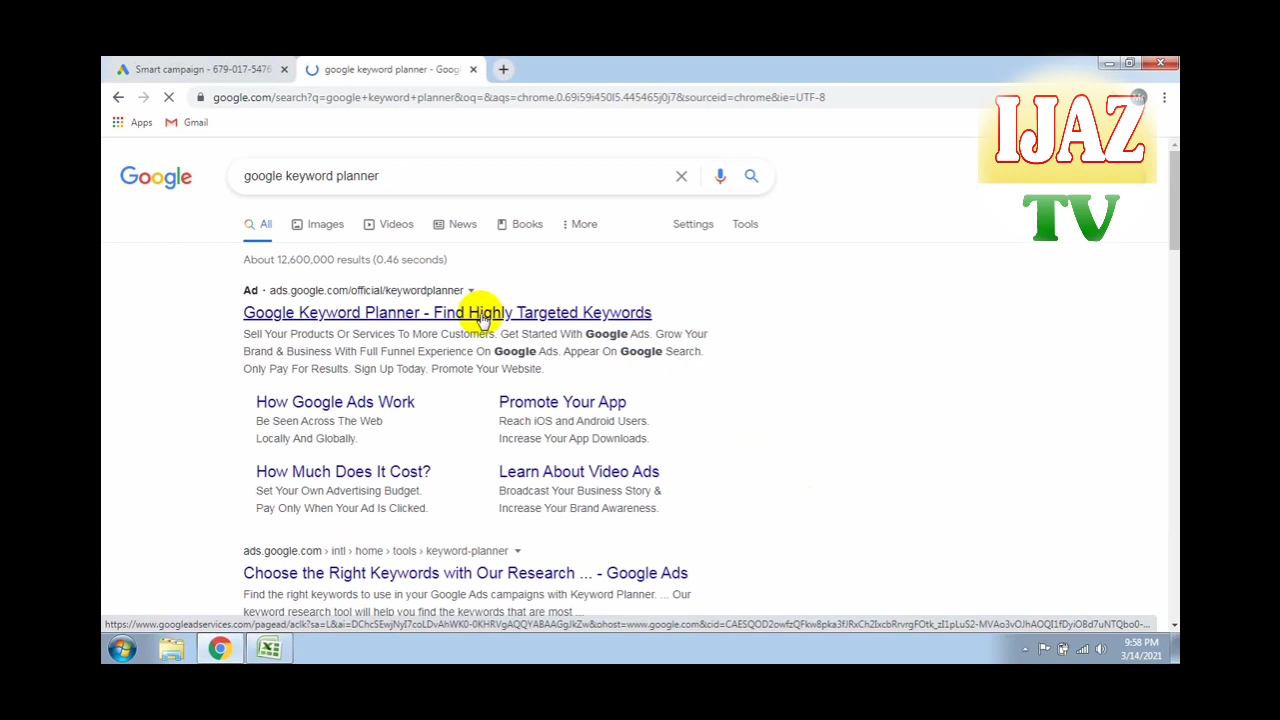 Smart campaign - 679-017-5476
google keyword planner - Goog
google.com/search?q=google+keyword+planner&oq=&aqs=chrome.0.69i59i450l5.445465j0j7&sourceid=chrome&ie=UTF-8
Apps
Gmail
IJAZ
TV
Google
google keyword planner
All
Images
Videos
News
Books
More
Settings
Tools
About 12,600,000 results (0.46 seconds)
Ad · ads.google.com/official/keywordplanner
Google Keyword Planner - Find Highly Targeted Keywords
Sell Your Products Or Services To More Customers. Get Started With Google Ads. Grow Your
Brand & Business With Full Funnel Experience On Google Ads. Appear On Google Search.
Only Pay For Results. Sign Up Today. Promote Your Website.
How Google Ads Work
Be Seen Across The Web
Locally And Globally.
Promote Your App
Reach iOS and Android Users.
Increase Your App Downloads.
How Much Does It Cost?
Set Your Own Advertising Budget.
Pay Only When Your Ad Is Clicked.
Learn About Video Ads
Broadcast Your Business Story &
Increase Your Brand Awareness.
ads.google.com › intl › home › tools › keyword-planner
Choose the Right Keywords with Our Research ... - Google Ads
Find the right keywords to use in your Google Ads campaigns with Keyword Planner. ... Our
keyword research tool will help you find the keywords that are most ...
9:58 PM
3/14/2021